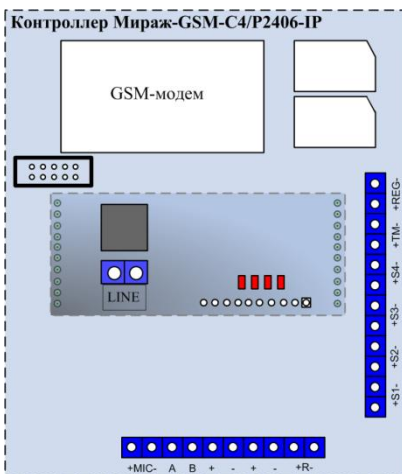 Контроллер Мираж-GSM-C4/P2406-IP
GSM-модем
LINE
+REG-
+TM-
+S4-
+S3-
+S2-
+S1-
+MIC- A B + - + - +R-